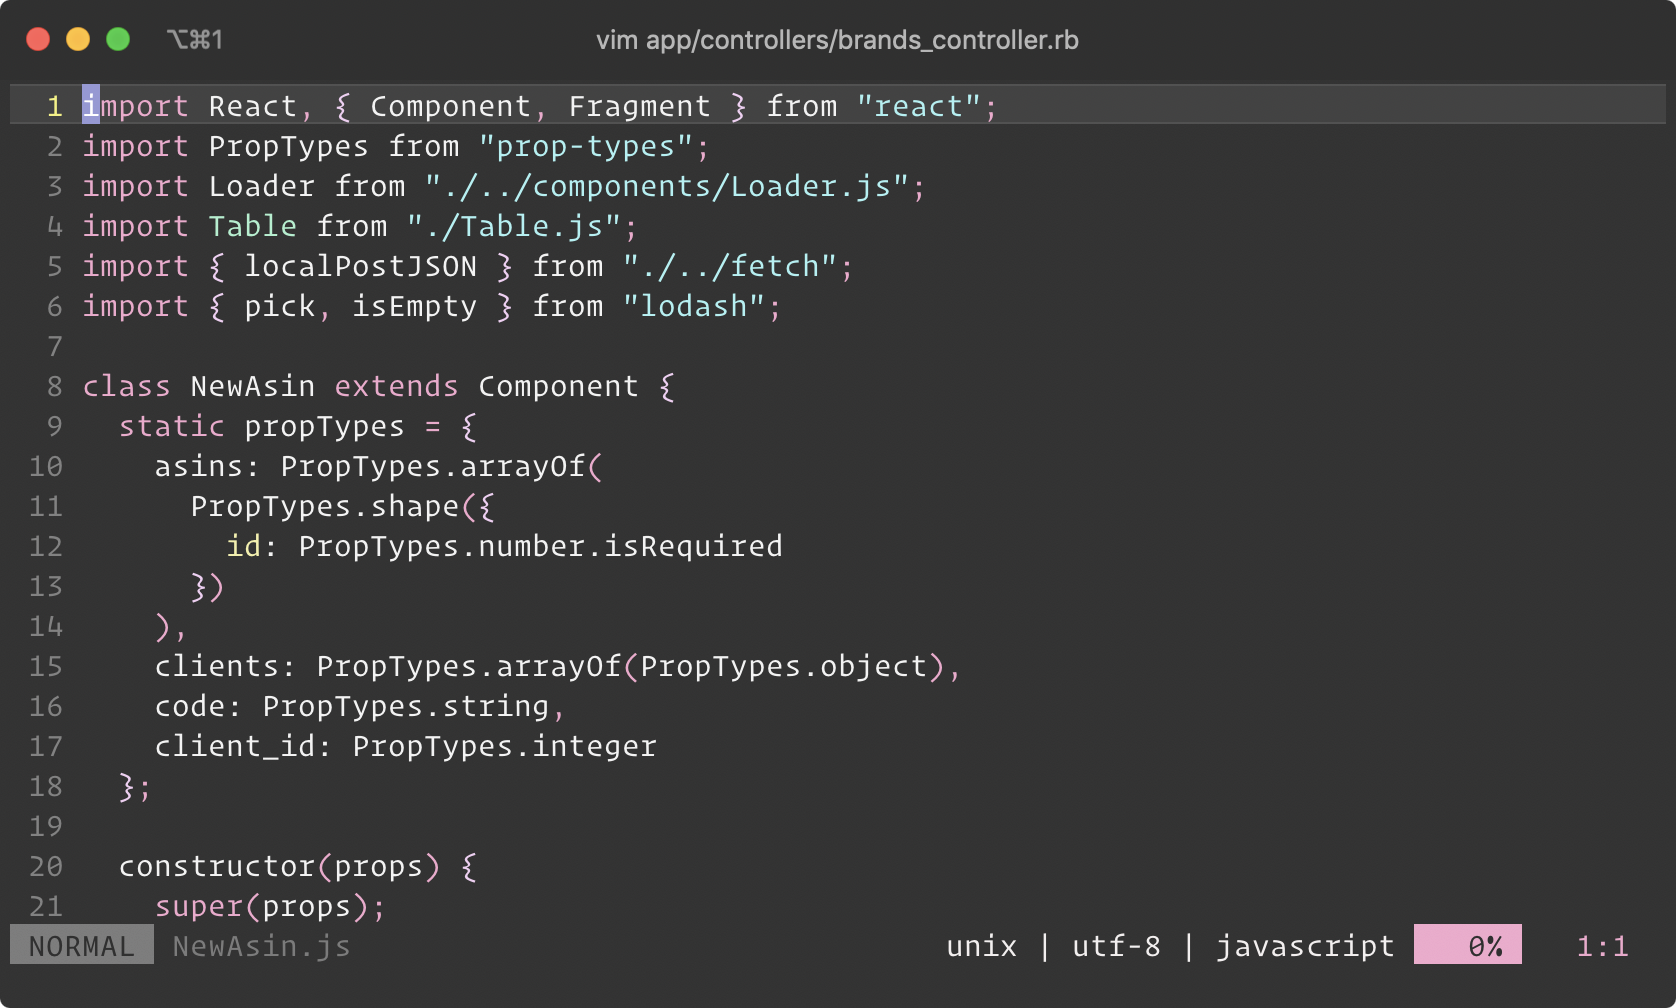 ⌥⌘1 vim app/controllers/brands_controller.rb
1 import React, { Component, Fragment } from "react";
2 import PropTypes from "prop-types";
3 import Loader from "./../components/Loader.js";
4 import Table from "./Table.js";
5 import { localPostJSON } from "./../fetch";
6 import { pick, isEmpty } from "lodash";
7
8 class NewAsin extends Component {
9   static propTypes = {
10     asins: PropTypes.arrayOf(
11       PropTypes.shape({
12         id: PropTypes.number.isRequired
13       })
14     ),
15     clients: PropTypes.arrayOf(PropTypes.object),
16     code: PropTypes.string,
17     client_id: PropTypes.integer
18   };
19
20   constructor(props) {
21     super(props);
NORMAL NewAsin.js unix | utf-8 | javascript 0% 1:1